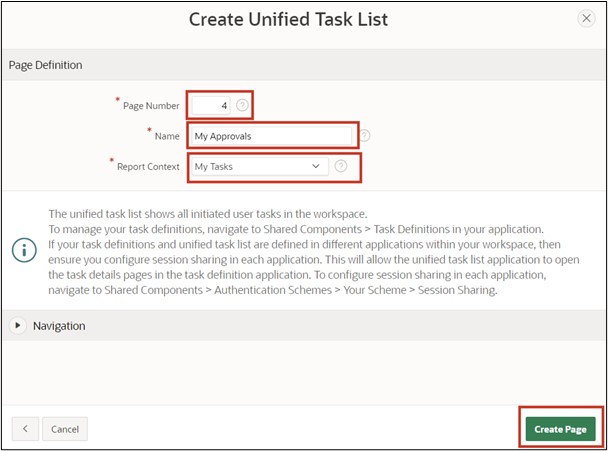 Create Unified Task List
Page Definition
* Page Number 4 ?
* Name My Approvals ?
* Report Context My Tasks ?
The unified task list shows all initiated user tasks in the workspace.
To manage your task definitions, navigate to Shared Components > Task Definitions in your application.
If your task definitions and unified task list are defined in different applications within your workspace, then
ensure you configure session sharing in each application. This will allow the unified task list application to open
the task details pages in the task definition application. To configure session sharing in each application,
navigate to Shared Components > Authentication Schemes > Your Scheme > Session Sharing.
Navigation
Cancel
Create Page